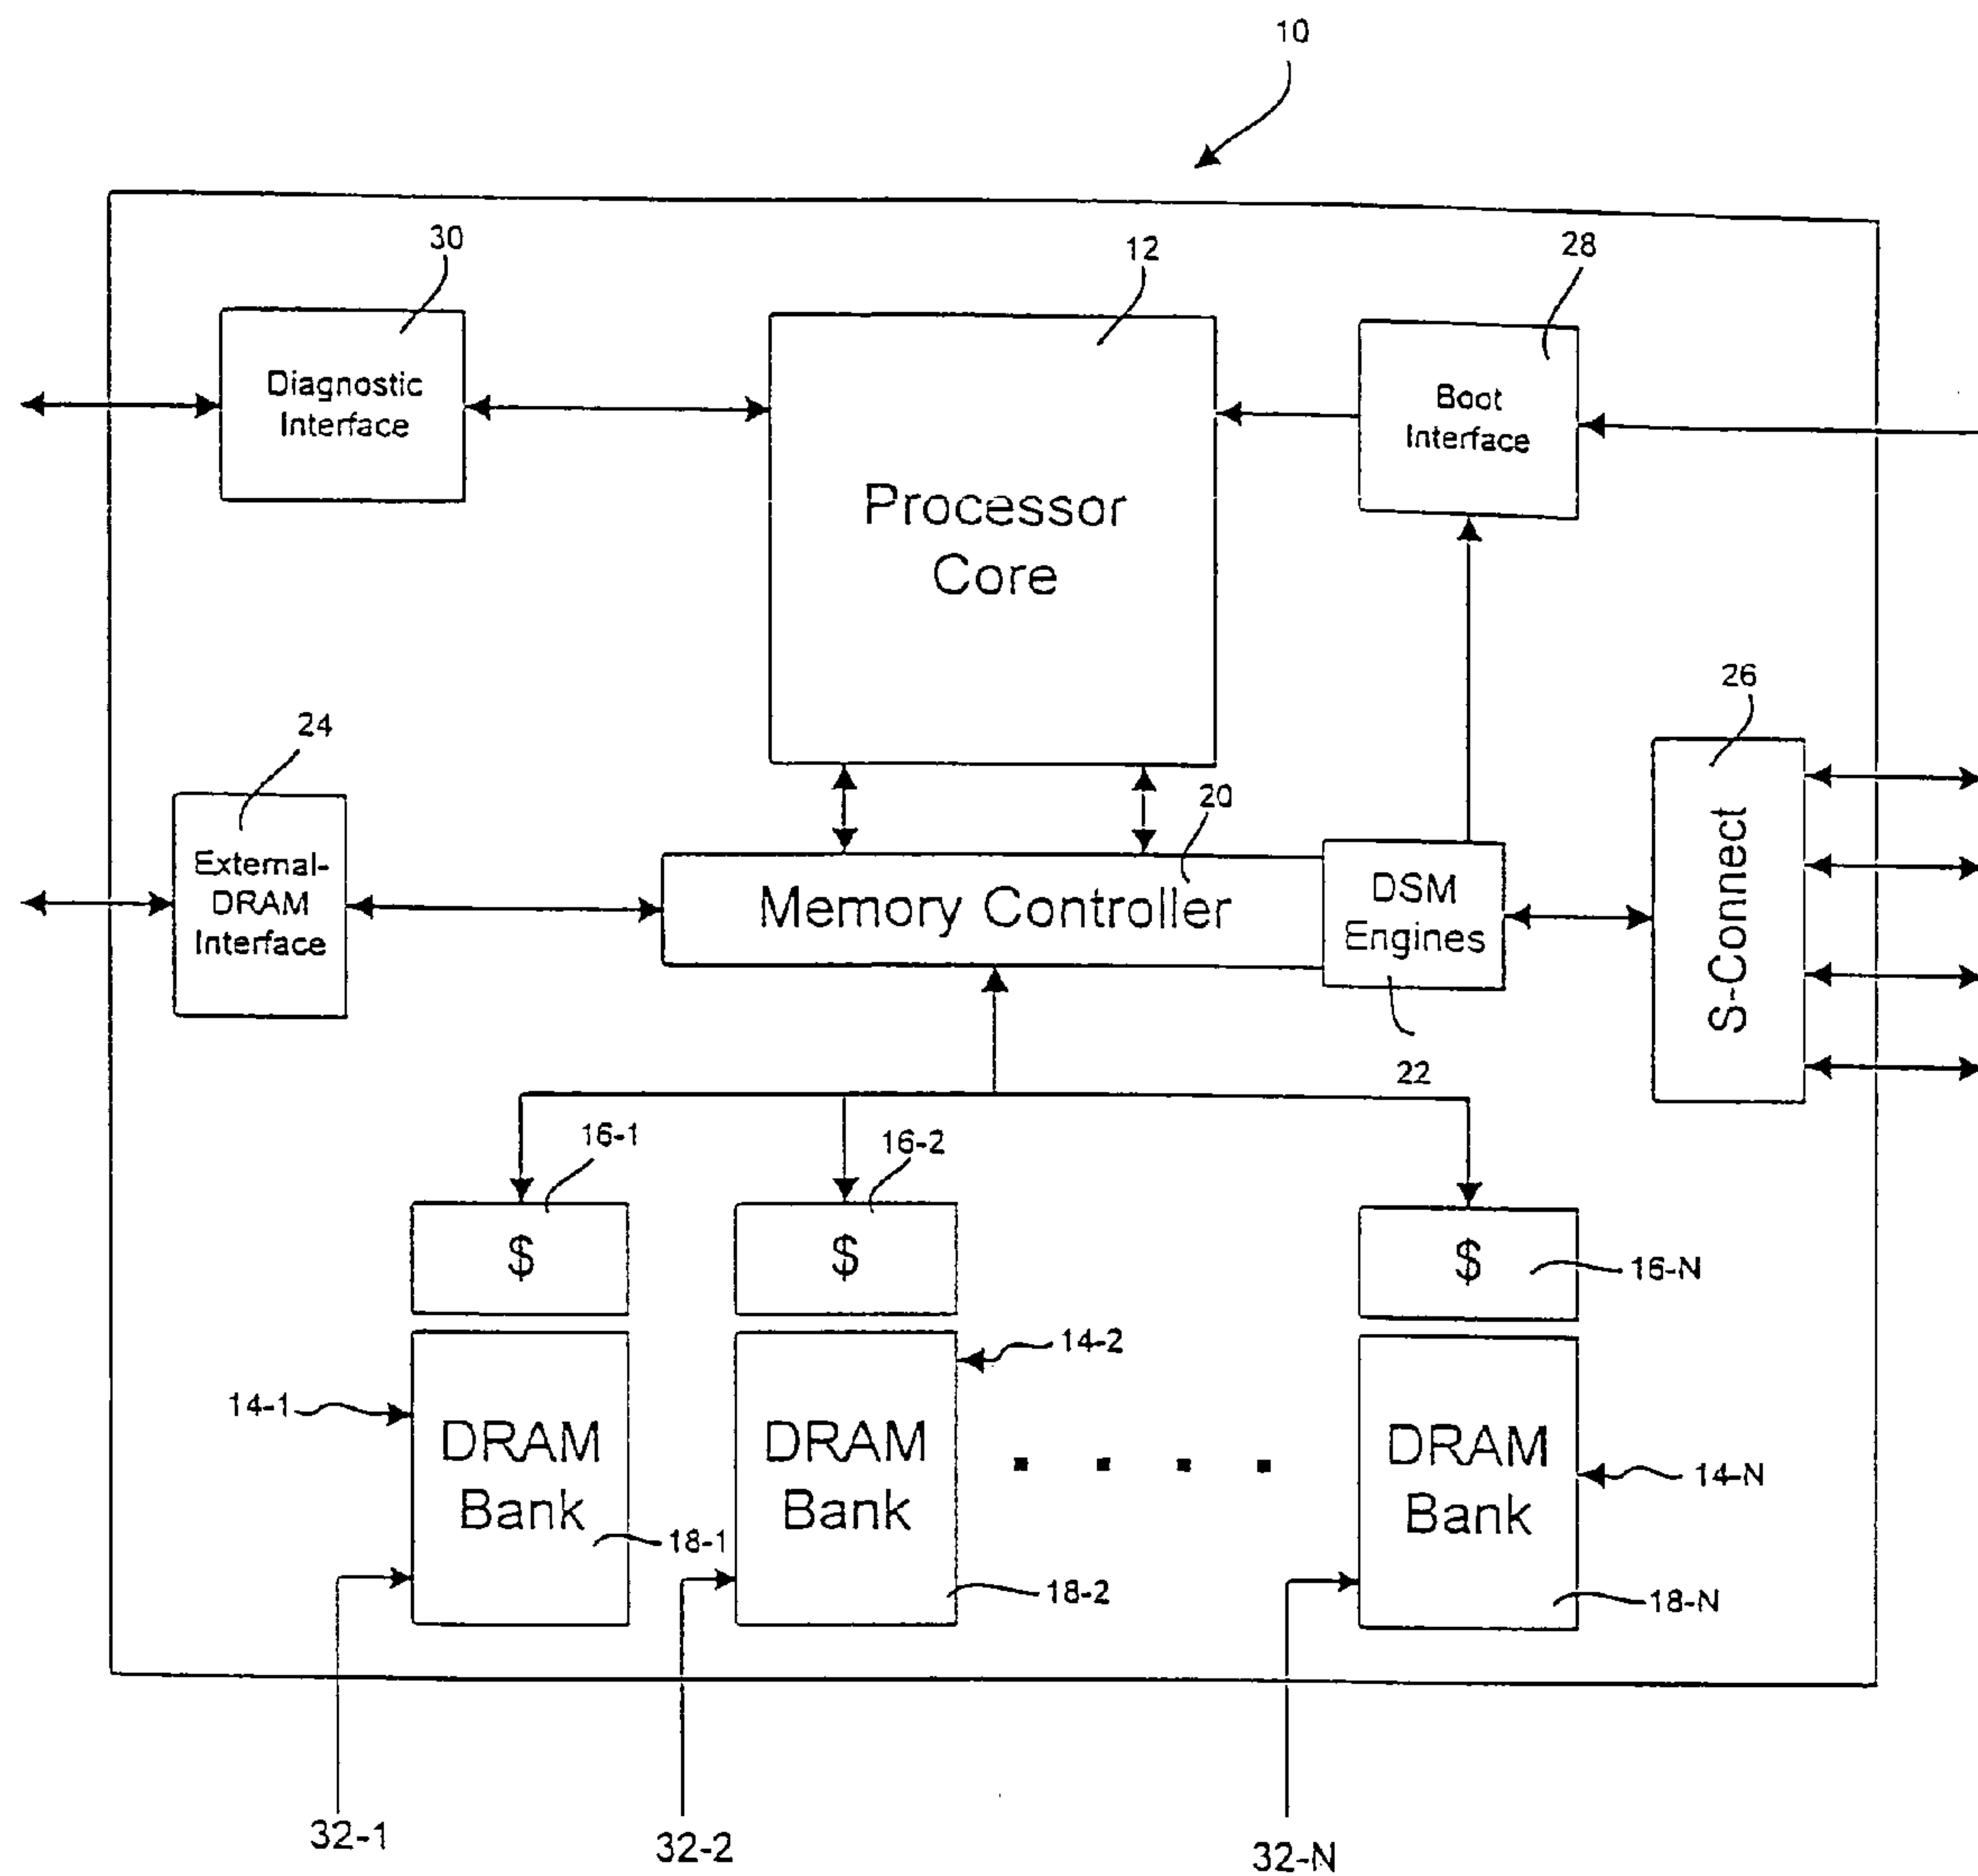 10
30
12
28
Diagnostic
Interface
Processor
Core
Boot
Interface
24
20
26
External-
DRAM
Interface
Memory Controller
DSM
Engines
S-Connect
22
16-1
16-2
$
$
$
16-N
14-1
14-2
14-N
DRAM
Bank
DRAM
Bank
DRAM
Bank
18-1
18-2
18-N
32-1
32-2
32-N